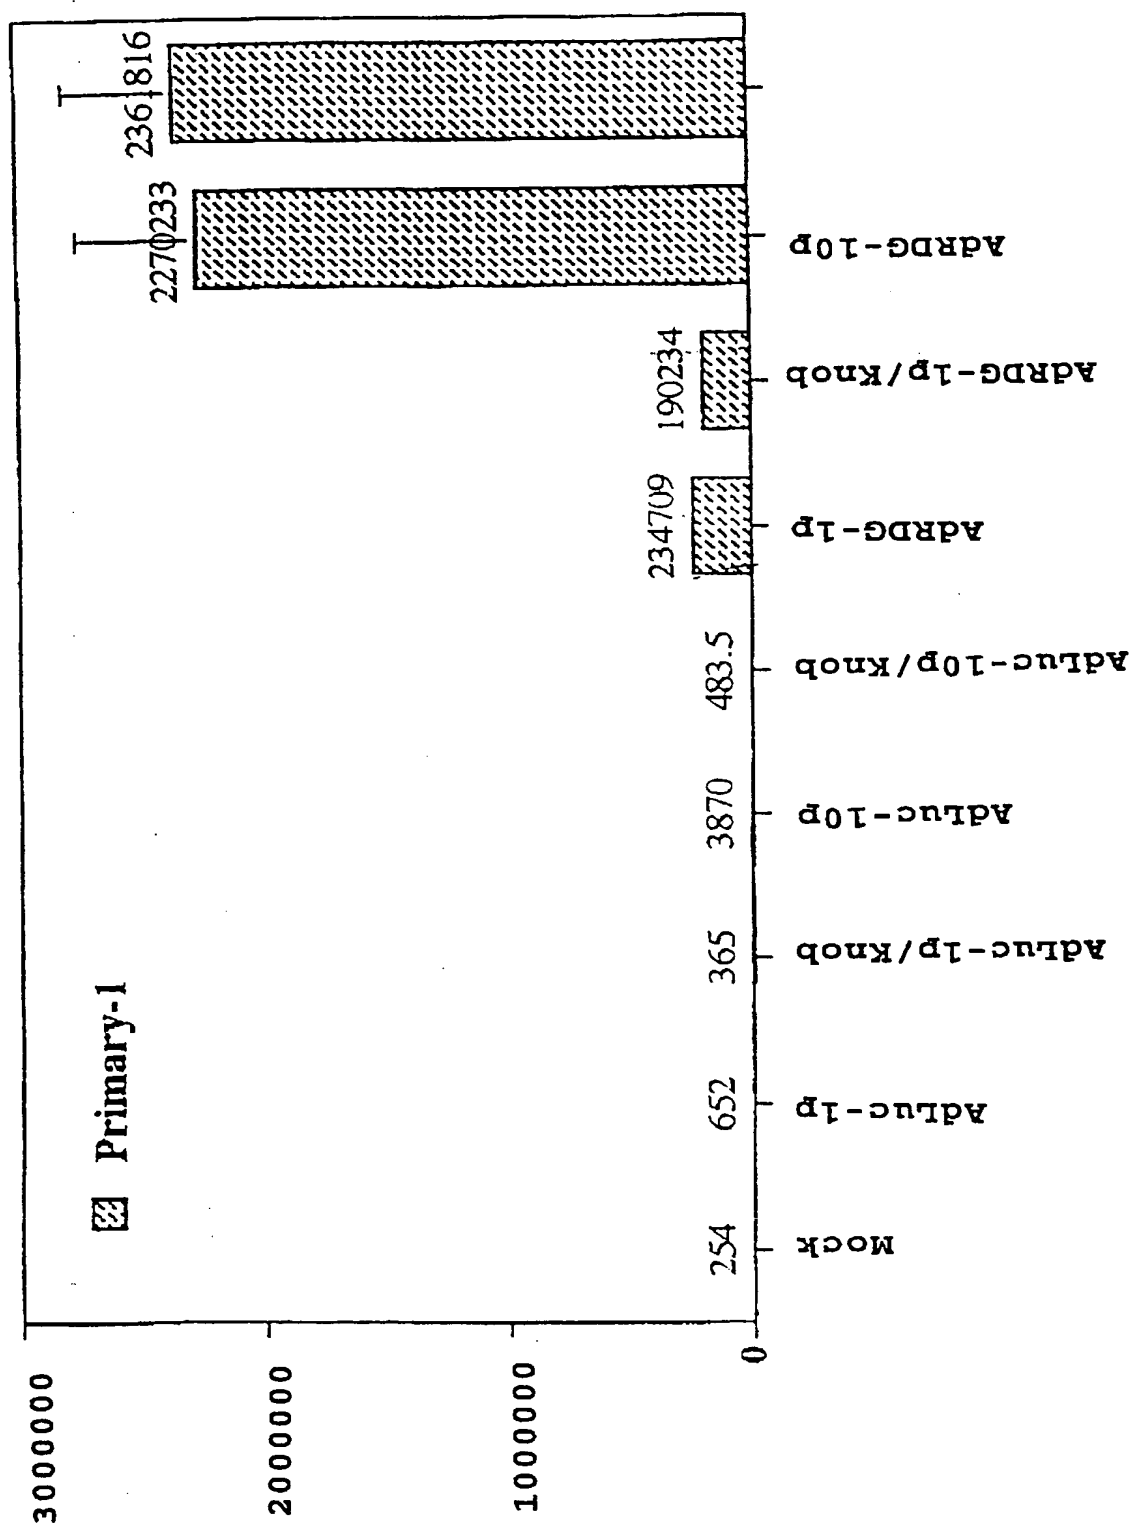 3000000
2000000
1000000
0
Primary-1
254
652
365
3870
483.5
234709
190234
2270233
2361816
Mock
AdLuc-1p
AdLuc-1p/Knob
AdLuc-10p
AdLuc-10p/Knob
AdRDG-1p
AdRDG-1p/Knob
AdRDG-10p